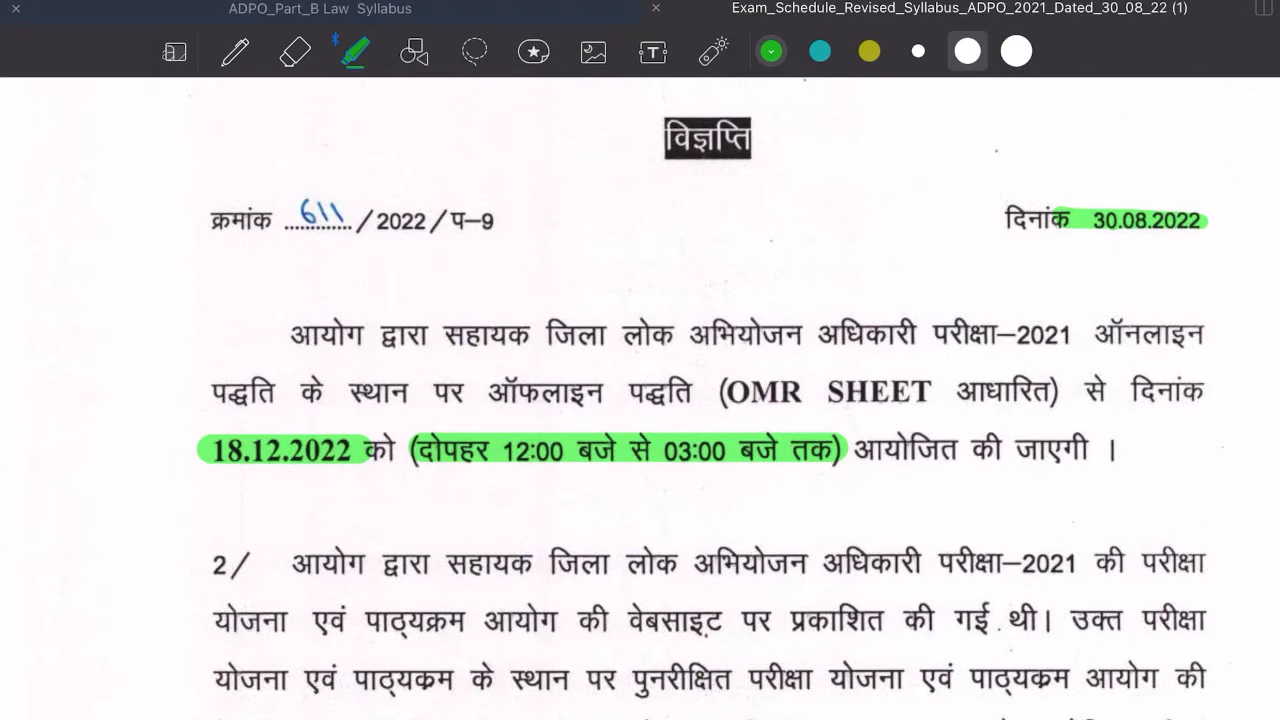 ADPO_Part_B Law Syllabus
Exam_Schedule_Revised_Syllabus_ADPO_2021_Dated_30_08_22 (1)
विज्ञप्ति
क्रमांक ...611... /2022/प–9
दिनांक 30.08.2022
आयोग द्वारा सहायक जिला लोक अभियोजन अधिकारी परीक्षा–2021 ऑनलाइन
पद्धति के स्थान पर ऑफलाइन पद्धति (OMR SHEET आधारित) से दिनांक
18.12.2022 को (दोपहर 12:00 बजे से 03:00 बजे तक) आयोजित की जाएगी ।
2/ आयोग द्वारा सहायक जिला लोक अभियोजन अधिकारी परीक्षा–2021 की परीक्षा
योजना एवं पाठ्यक्रम आयोग की वेबसाइट पर प्रकाशित की गई थी। उक्त परीक्षा
योजना एवं पाठ्यक्रम के स्थान पर पुनरीक्षित परीक्षा योजना एवं पाठ्यक्रम आयोग की